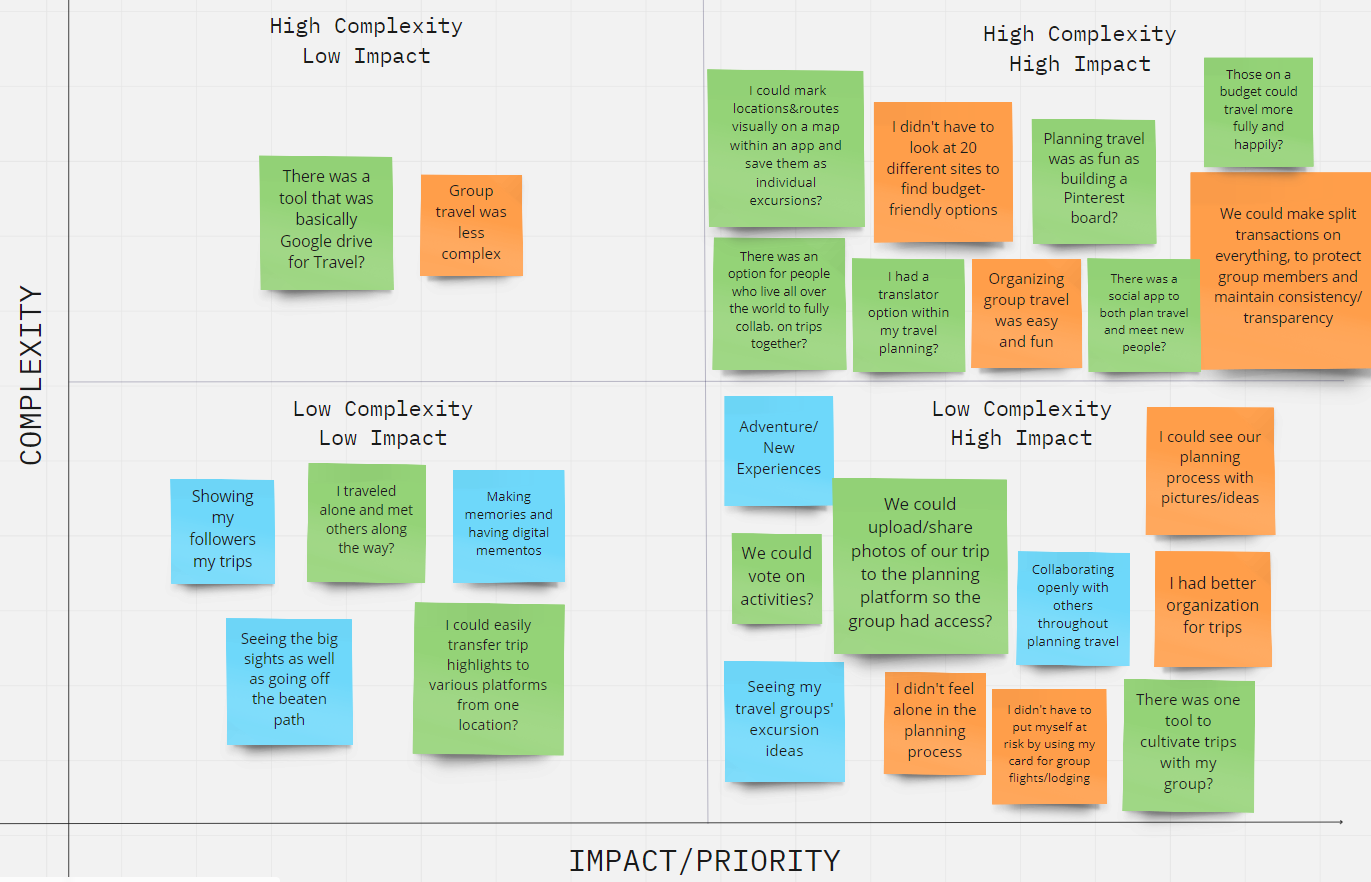 High Complexity
Low Impact
There was a
tool that was
basically
Google drive
for Travel?
Group
travel was
less
complex
High Complexity
High Impact
I could mark
locations&routes
visually on a map
within an app and
save them as
individual
excursions?
I didn't have to
look at 20
different sites to
find budget-
friendly options
Planning travel
was as fun as
building a
Pinterest
board?
Those on a
budget could
travel more
fully and
happily?
We could make split
transactions on
everything, to protect
group members and
maintain consistency/
transparency
There was an
option for people
who live all over
the world to fully
collab. on trips
together?
I had a
translator
option within
my travel
planning?
Organizing
group travel
was easy
and fun
There was a
social app to
both plan travel
and meet new
people?
COMPLEXITY
Low Complexity
Low Impact
Showing
my
followers
my trips
I traveled
alone and met
others along
the way?
Making
memories and
having digital
mementos
Seeing the big
sights as well
as going off
the beaten
path
I could easily
transfer trip
highlights to
various platforms
from one
location?
Low Complexity
High Impact
Adventure/
New
Experiences
We could
upload/share
photos of our trip
to the planning
platform so the
group had access?
I could see our
planning
process with
pictures/ideas
We could
vote on
activities?
Collaborating
openly with
others
throughout
planning travel
I had better
organization
for trips
Seeing my
travel groups'
excursion
ideas
I didn't feel
alone in the
planning
process
I didn't have to
put myself at
risk by using my
card for group
flights/lodging
There was one
tool to
cultivate trips
with my
group?
IMPACT/PRIORITY